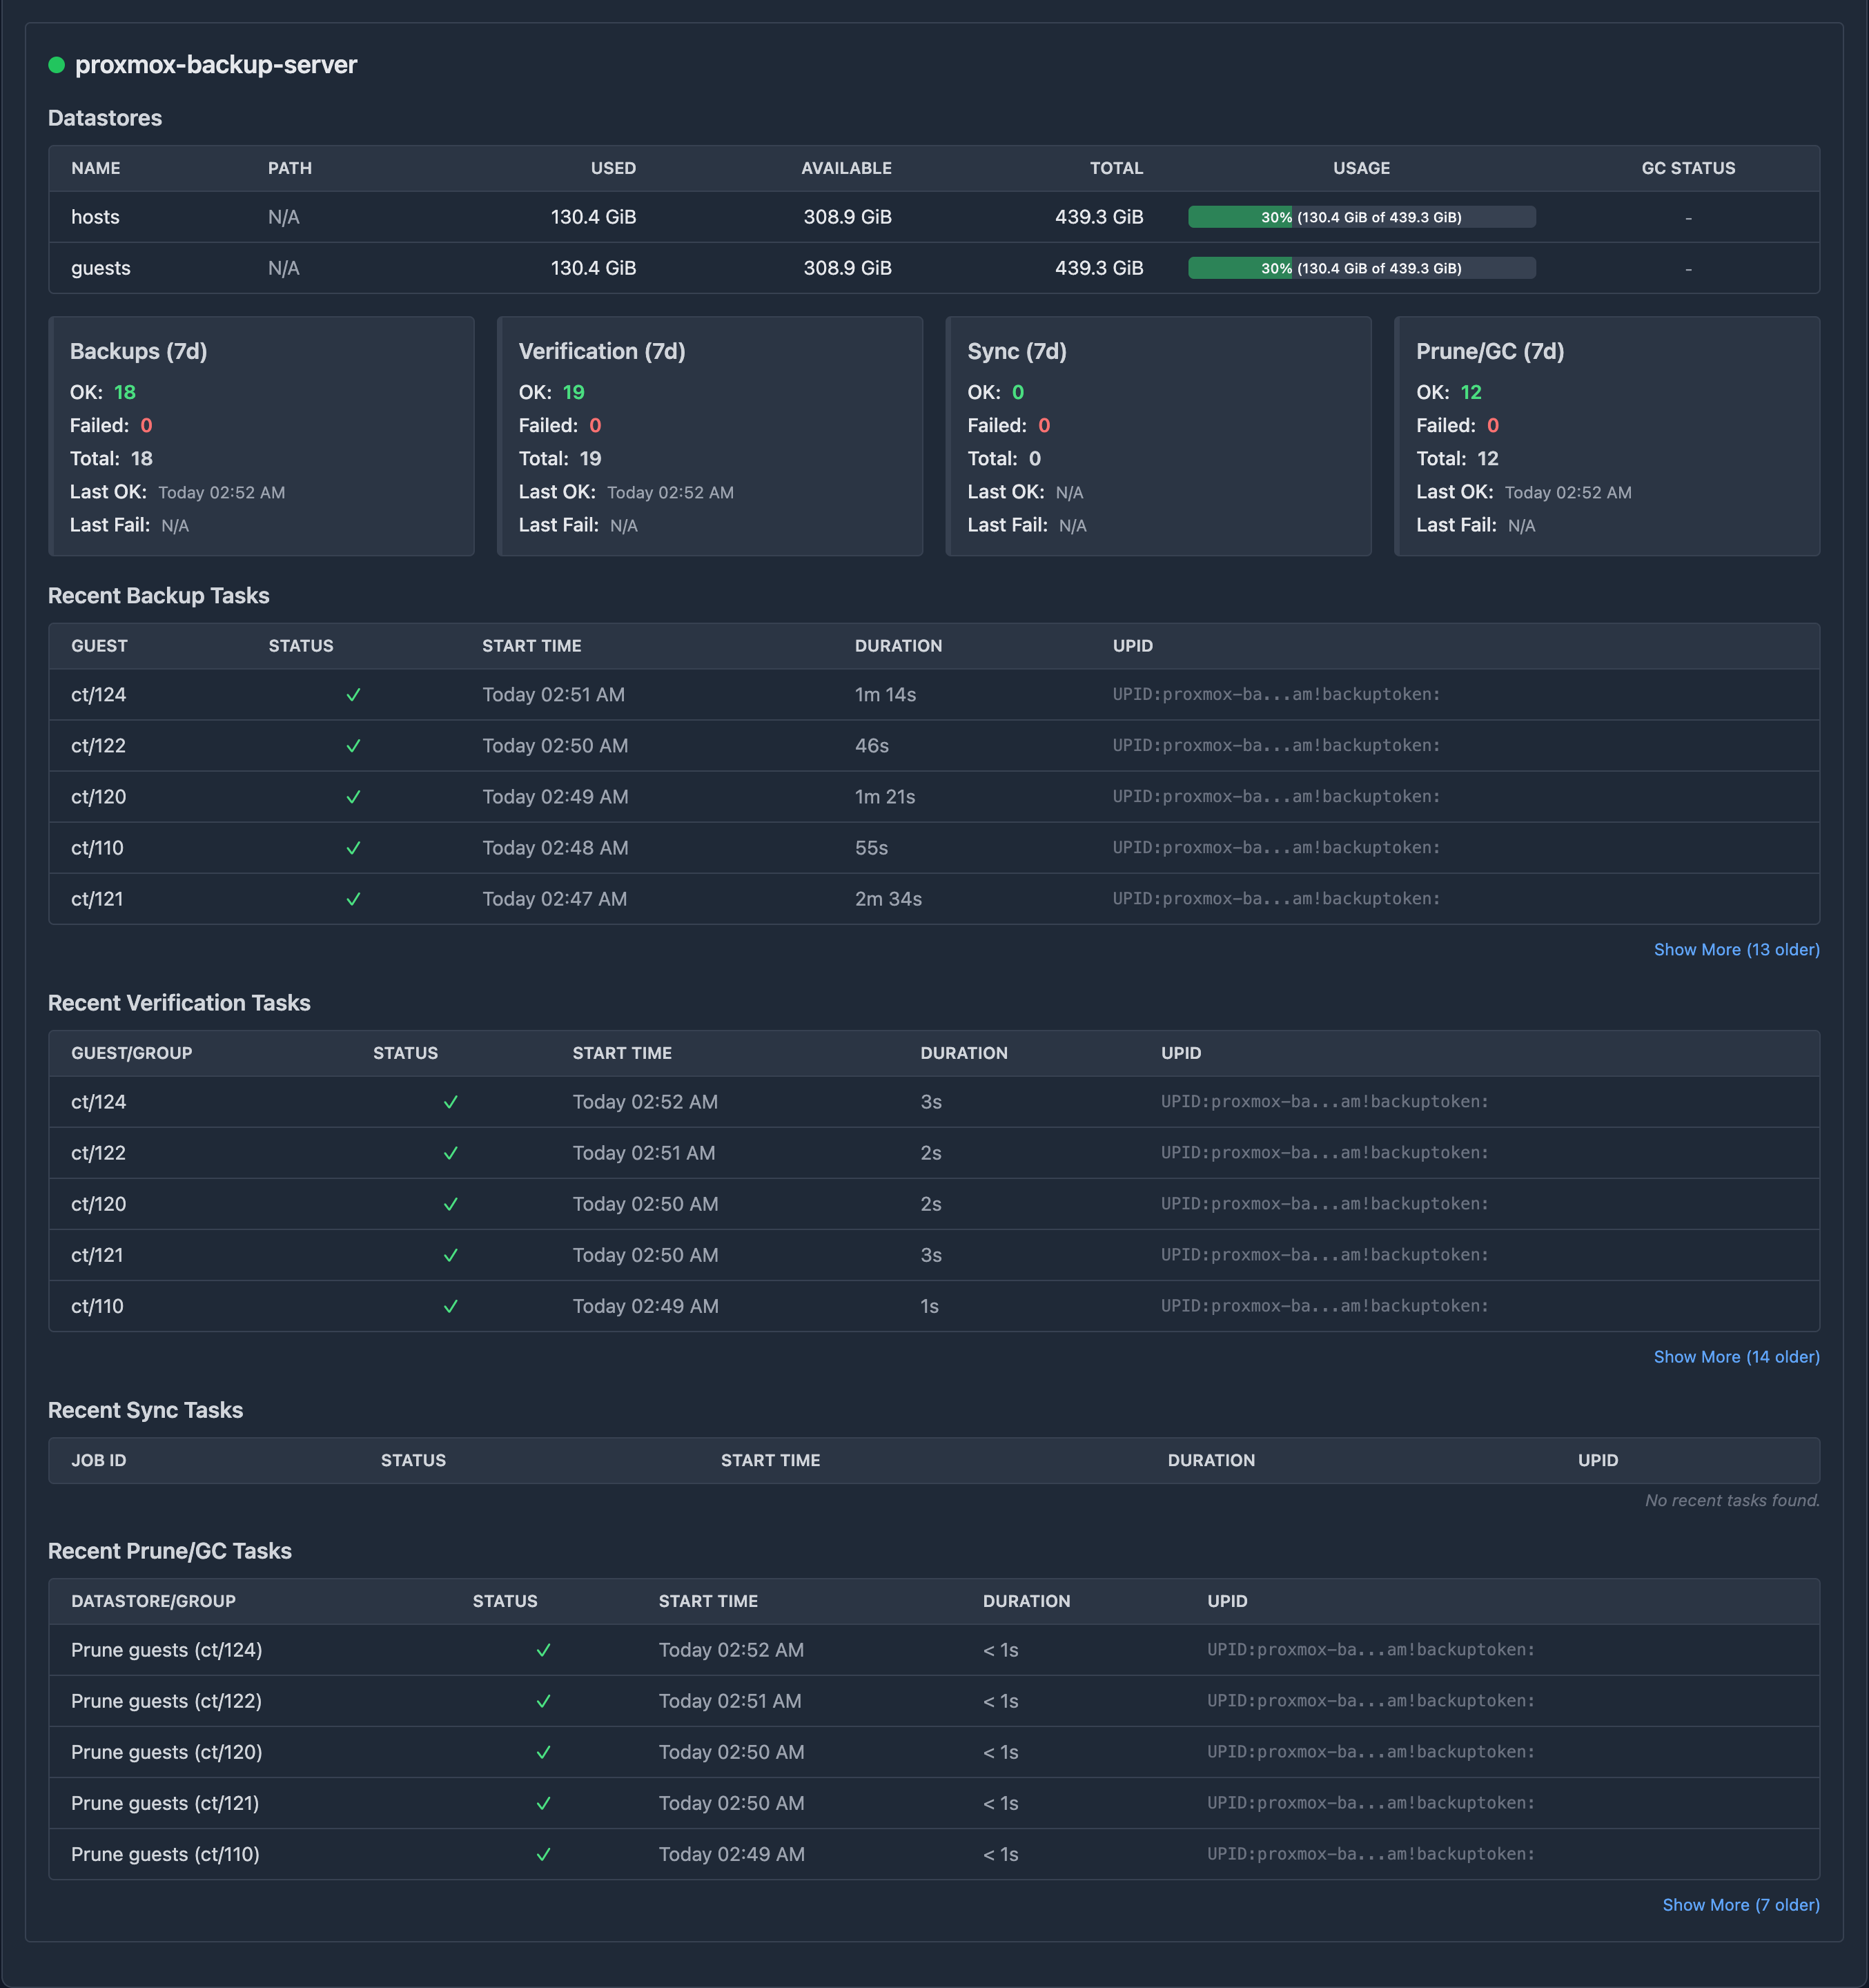 proxmox-backup-server
Datastores
NAME PATH USED AVAILABLE TOTAL USAGE GC STATUS
hosts N/A 130.4 GiB 308.9 GiB 439.3 GiB 30% (130.4 GiB of 439.3 GiB) -
guests N/A 130.4 GiB 308.9 GiB 439.3 GiB 30% (130.4 GiB of 439.3 GiB) -
Backups (7d)
OK: 18
Failed: 0
Total: 18
Last OK: Today 02:52 AM
Last Fail: N/A
Verification (7d)
OK: 19
Failed: 0
Total: 19
Last OK: Today 02:52 AM
Last Fail: N/A
Sync (7d)
OK: 0
Failed: 0
Total: 0
Last OK: N/A
Last Fail: N/A
Prune/GC (7d)
OK: 12
Failed: 0
Total: 12
Last OK: Today 02:52 AM
Last Fail: N/A
Recent Backup Tasks
GUEST STATUS START TIME DURATION UPID
ct/124 ✓ Today 02:51 AM 1m 14s UPID:proxmox-ba...am!backuptoken:
ct/122 ✓ Today 02:50 AM 46s UPID:proxmox-ba...am!backuptoken:
ct/120 ✓ Today 02:49 AM 1m 21s UPID:proxmox-ba...am!backuptoken:
ct/110 ✓ Today 02:48 AM 55s UPID:proxmox-ba...am!backuptoken:
ct/121 ✓ Today 02:47 AM 2m 34s UPID:proxmox-ba...am!backuptoken:
Show More (13 older)
Recent Verification Tasks
GUEST/GROUP STATUS START TIME DURATION UPID
ct/124 ✓ Today 02:52 AM 3s UPID:proxmox-ba...am!backuptoken:
ct/122 ✓ Today 02:51 AM 2s UPID:proxmox-ba...am!backuptoken:
ct/120 ✓ Today 02:50 AM 2s UPID:proxmox-ba...am!backuptoken:
ct/121 ✓ Today 02:50 AM 3s UPID:proxmox-ba...am!backuptoken:
ct/110 ✓ Today 02:49 AM 1s UPID:proxmox-ba...am!backuptoken:
Show More (14 older)
Recent Sync Tasks
JOB ID STATUS START TIME DURATION UPID
No recent tasks found.
Recent Prune/GC Tasks
DATASTORE/GROUP STATUS START TIME DURATION UPID
Prune guests (ct/124) ✓ Today 02:52 AM < 1s UPID:proxmox-ba...am!backuptoken:
Prune guests (ct/122) ✓ Today 02:51 AM < 1s UPID:proxmox-ba...am!backuptoken:
Prune guests (ct/120) ✓ Today 02:50 AM < 1s UPID:proxmox-ba...am!backuptoken:
Prune guests (ct/121) ✓ Today 02:50 AM < 1s UPID:proxmox-ba...am!backuptoken:
Prune guests (ct/110) ✓ Today 02:49 AM < 1s UPID:proxmox-ba...am!backuptoken:
Show More (7 older)